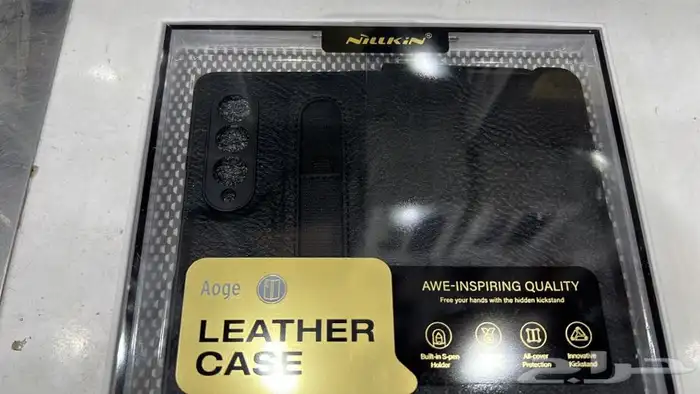 NILLKIN®
Aoge
LEATHER
CASE
AWE-INSPIRING QUALITY
Free your hands with the hidden kickstand
Built-in S-pen
Holder
All-cover
Protection
Innovative
Kickstand
حراج